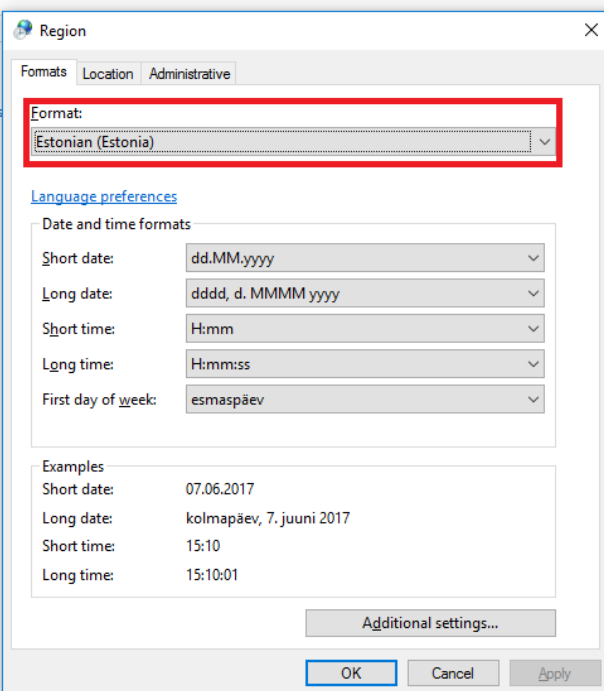 Region
Formats Location Administrative
Format:
Estonian (Estonia)
Language preferences
Date and time formats
Short date: dd.MM.yyyy
Long date: dddd, d. MMMM yyyy
Short time: H:mm
Long time: H:mm:ss
First day of week: esmaspäev
Examples
Short date: 07.06.2017
Long date: kolmapäev, 7. juuni 2017
Short time: 15:10
Long time: 15:10:01
Additional settings...
OK Cancel Apply